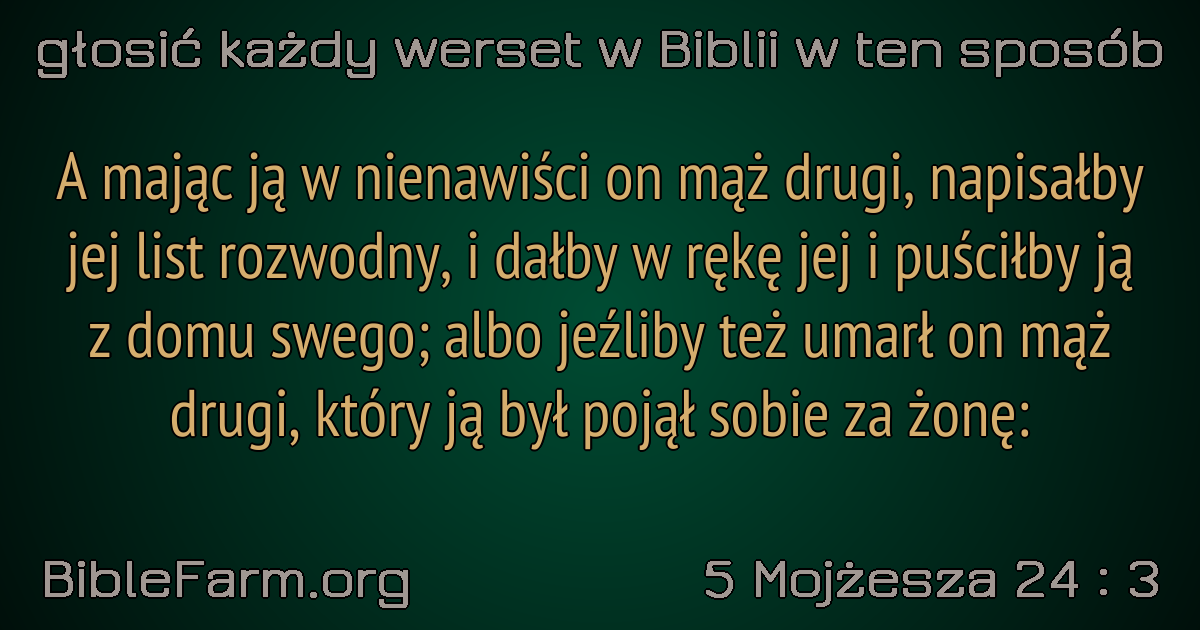 głosić każdy werset w Biblii w ten sposób
A mając ją w nienawiści on mąż drugi, napisałby
jej list rozwodny, i dałby w rękę jej i puściłby ją
z domu swego; albo jeźliby też umarł on mąż
drugi, który ją był pojął sobie za żonę:
BibleFarm.org
5 Mojżesza 24 : 3